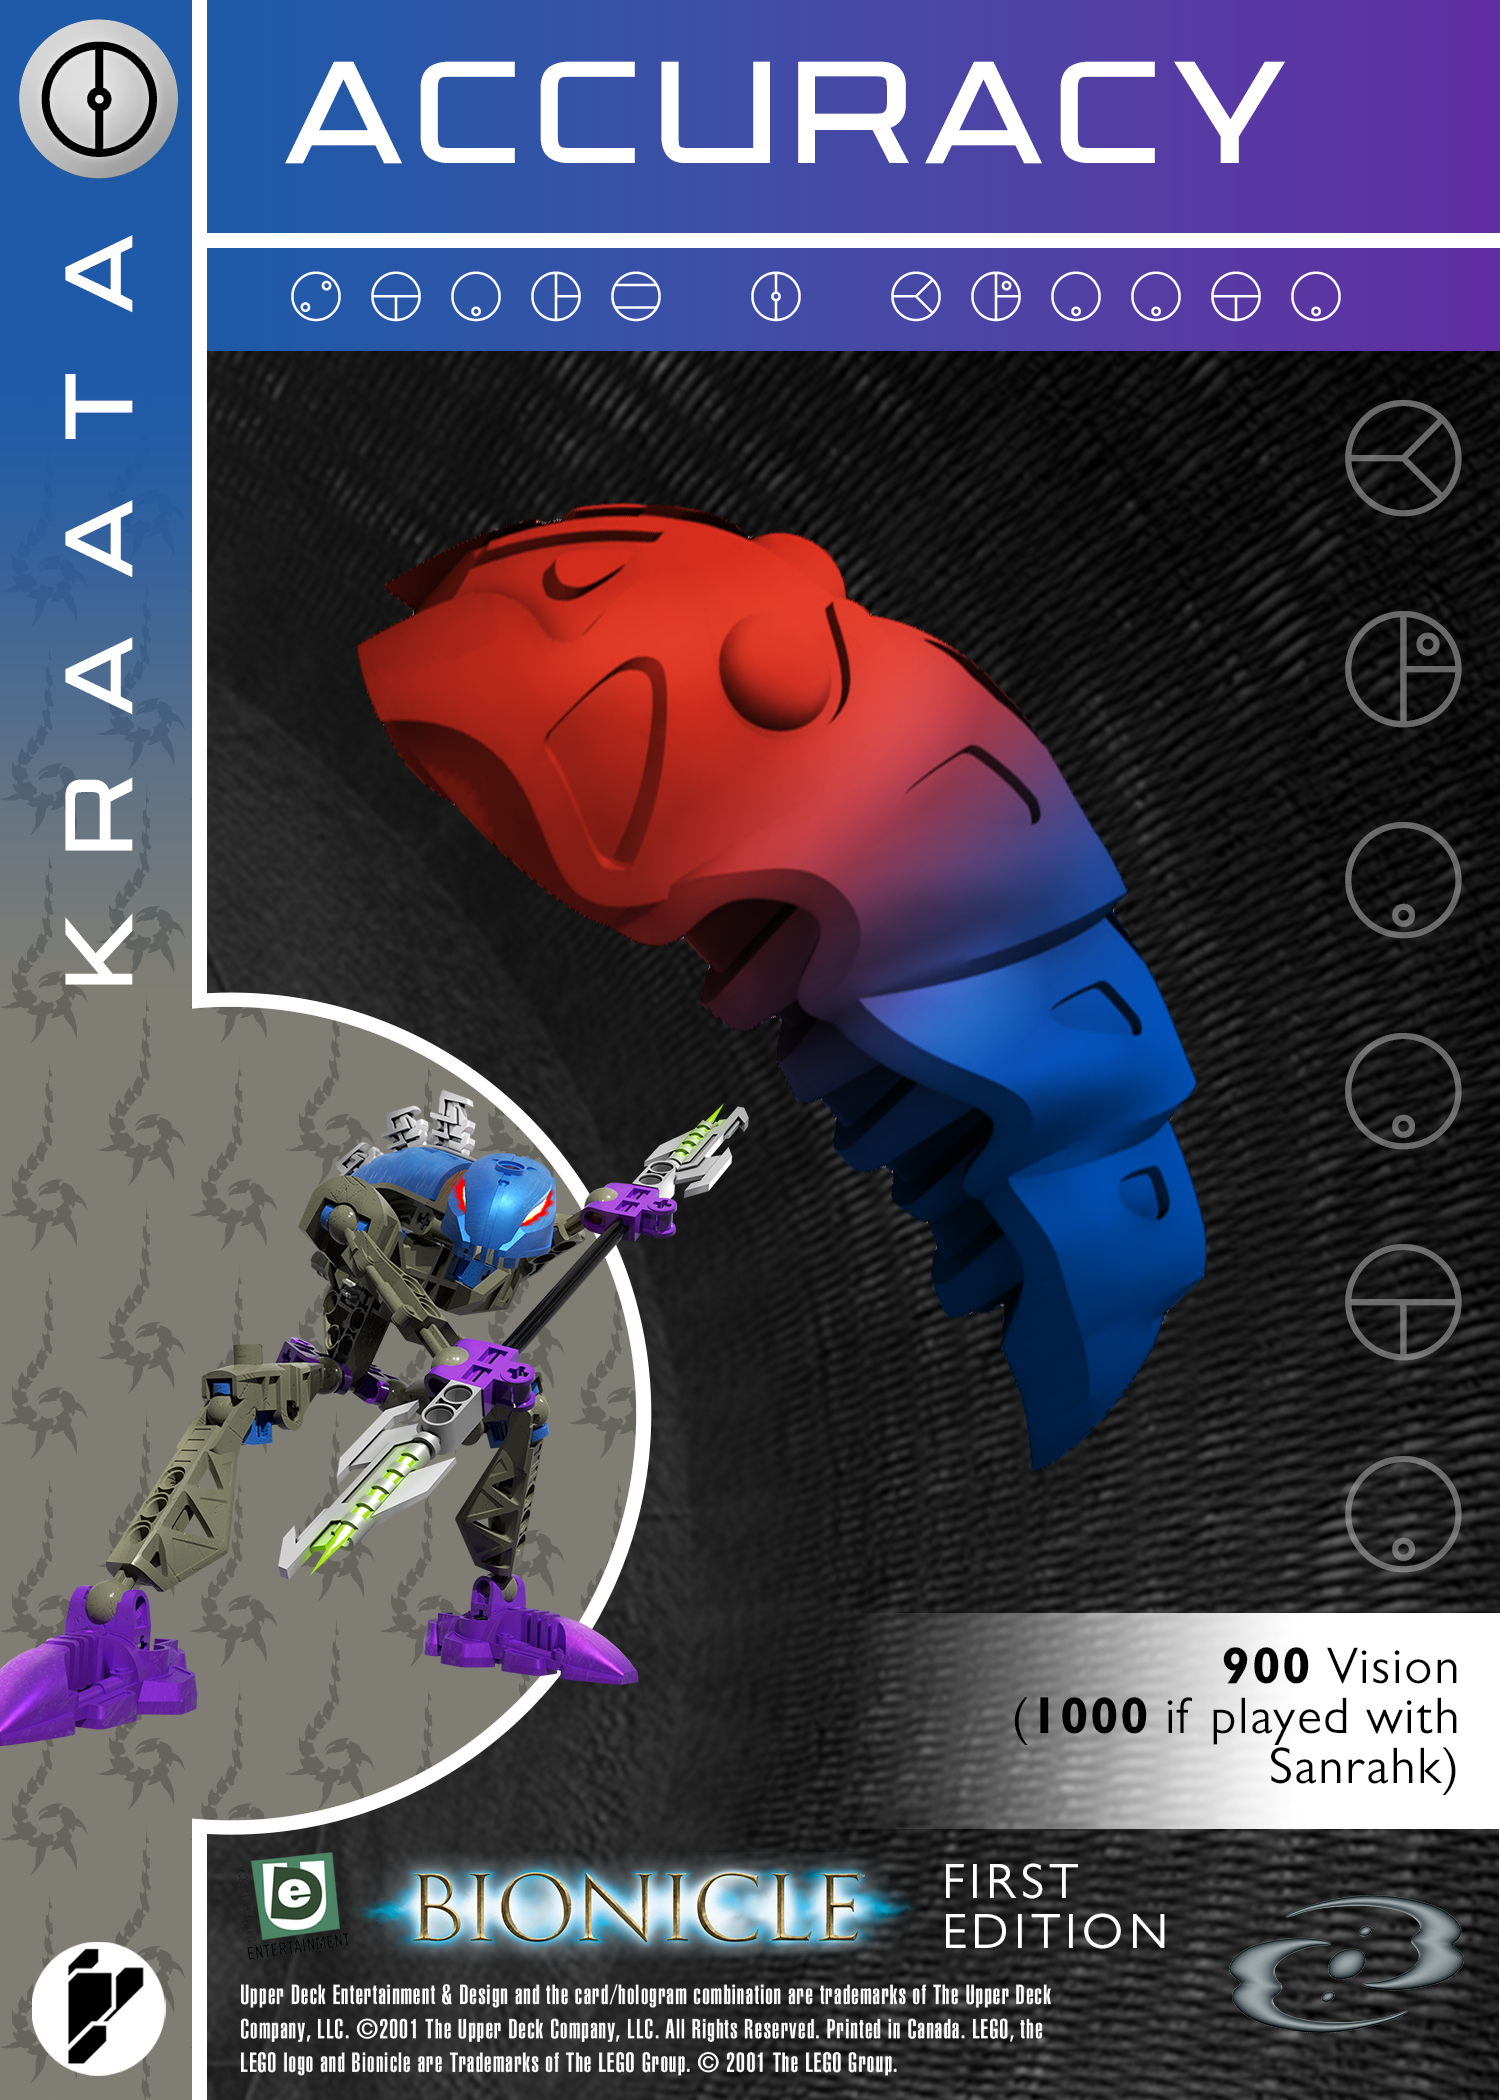 ACCURACY
KRAATA
900 Vision
(1000 if played with
Sanrahk)
e
ENTERTAINMENT
BIONICLE
FIRST
EDITION
Upper Deck Entertainment & Design and the card/hologram combination are trademarks of The Upper Deck
Company, LLC. ©2001 The Upper Deck Company, LLC. All Rights Reserved. Printed in Canada. LEGO, the
LEGO logo and Bionicle are Trademarks of The LEGO Group. © 2001 The LEGO Group.